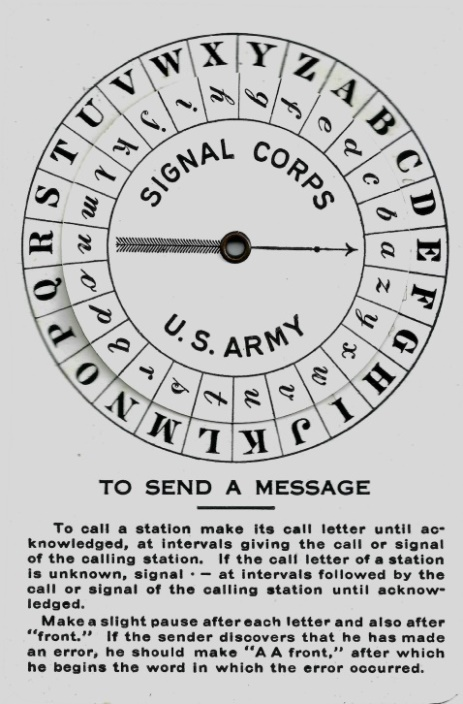 A B C D E F G H I J K L M N O P Q R S T U V W X Y Z
e d c b a z y x w v u t s r q p o n m l k j i h g f
SIGNAL CORPS
U.S. ARMY
TO SEND A MESSAGE
To call a station make its call letter until ac-
knowledged, at intervals giving the call or signal
of the calling station. If the call letter of a station
is unknown, signal · — at intervals followed by the
call or signal of the calling station until acknow-
ledged.
Make a slight pause after each letter and also after
"front." If the sender discovers that he has made
an error, he should make "A A front," after which
he begins the word in which the error occurred.